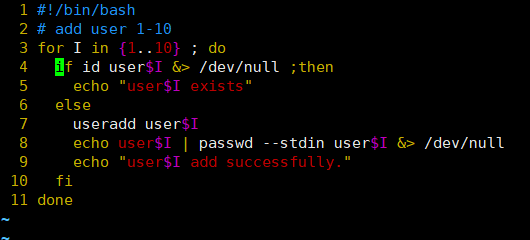 1 #!/bin/bash
2 # add user 1-10
3 for I in {1..10} ; do
4   if id user$I &> /dev/null ;then
5     echo "user$I exists"
6   else
7     useradd user$I
8     echo user$I | passwd --stdin user$I &> /dev/null
9     echo "user$I add successfully."
10   fi
11 done
~
~